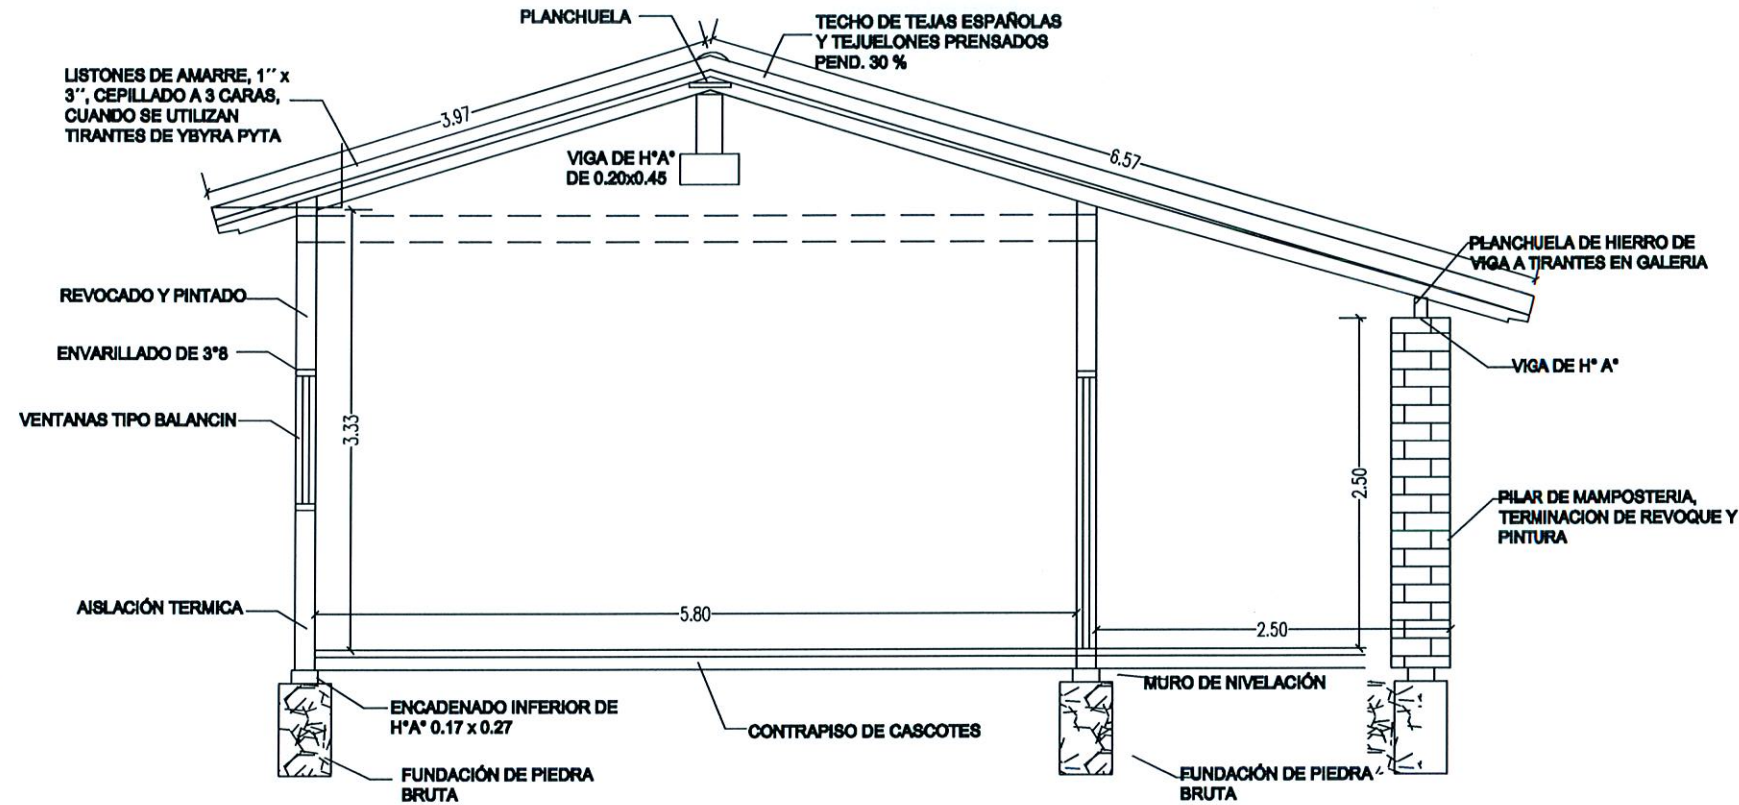 PLANCHUELA
TECHO DE TEJAS ESPAÑOLAS
Y TEJUELONES PRENSADOS
PEND. 30 %
LISTONES DE AMARRE, 1´´ x
3´´, CEPILLADO A 3 CARAS,
CUANDO SE UTILIZAN
TIRANTES DE YBYRA PYTA
3.97
6.57
VIGA DE H°A°
DE 0.20x0.45
PLANCHUELA DE HIERRO DE
VIGA A TIRANTES EN GALERIA
REVOCADO Y PINTADO
ENVARILLADO DE 3°8
VIGA DE H° A°
VENTANAS TIPO BALANCIN
3.33
2.50
PILAR DE MAMPOSTERIA,
TERMINACION DE REVOQUE Y
PINTURA
AISLACIÓN TERMICA
5.80
2.50
MURO DE NIVELACIÓN
ENCADENADO INFERIOR DE
H°A° 0.17 x 0.27
CONTRAPISO DE CASCOTES
FUNDACIÓN DE PIEDRA
BRUTA
FUNDACIÓN DE PIEDRA
BRUTA